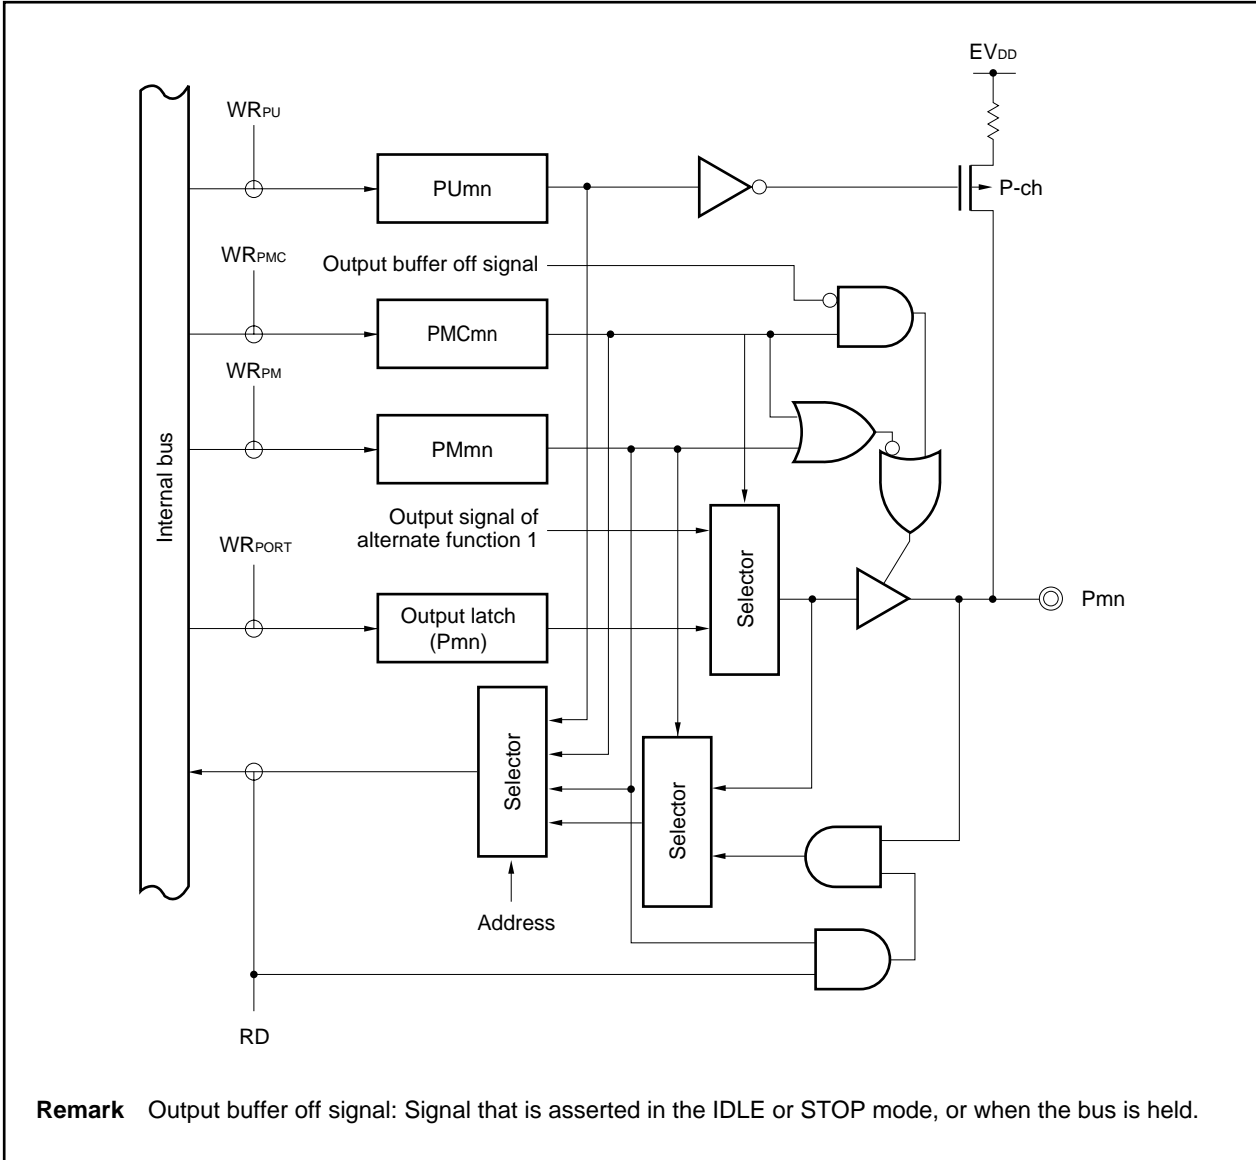 EVDD
WRPU
PUmn
P-ch
WRPMC
Output buffer off signal
PMCmn
WRPM
PMmn
Internal bus
Output signal of
alternate function 1
WRPORT
Selector
Output latch
(Pmn)
Pmn
Selector
Selector
Address
RD
Remark Output buffer off signal: Signal that is asserted in the IDLE or STOP mode, or when the bus is held.